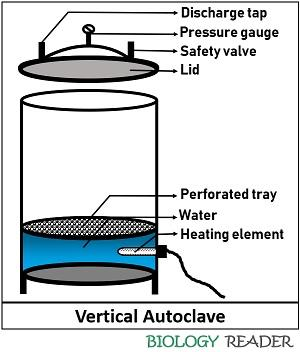 Discharge tap
Pressure gauge
Safety valve
Lid
Perforated tray
Water
Heating element
Vertical Autoclave
BIOLOGY READER